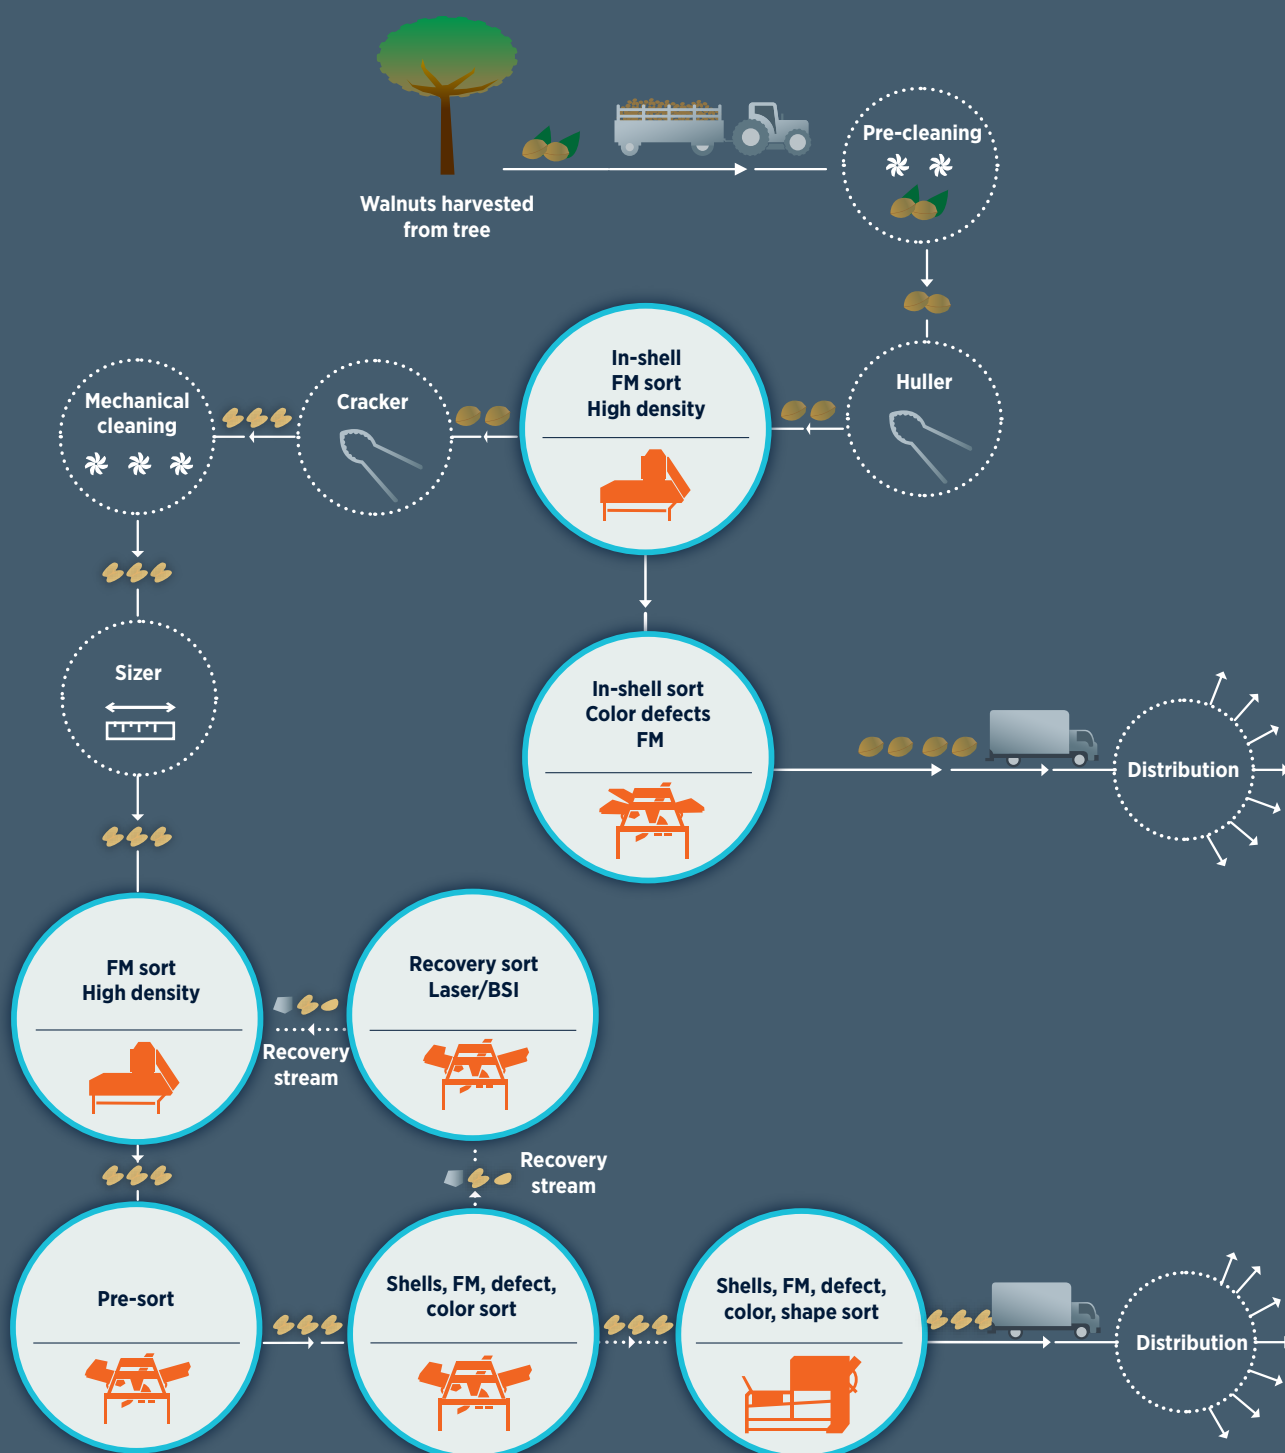 Walnuts harvested
from tree
Pre-cleaning
Huller
In-shell
FM sort
High density
Cracker
Mechanical
cleaning
Sizer
In-shell sort
Color defects
FM
Distribution
FM sort
High density
Recovery
stream
Recovery sort
Laser/BSI
Recovery
stream
Pre-sort
Shells, FM, defect,
color sort
Shells, FM, defect,
color, shape sort
Distribution